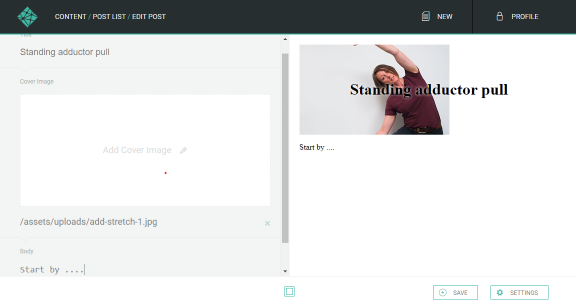 CONTENT / POST LIST / EDIT POST
NEW
PROFILE
Title
Standing adductor pull
Cover Image
Add Cover Image
/assets/uploads/add-stretch-1.jpg
Body
Start by ....
Standing adductor pull
Start by ....
SAVE
SETTINGS